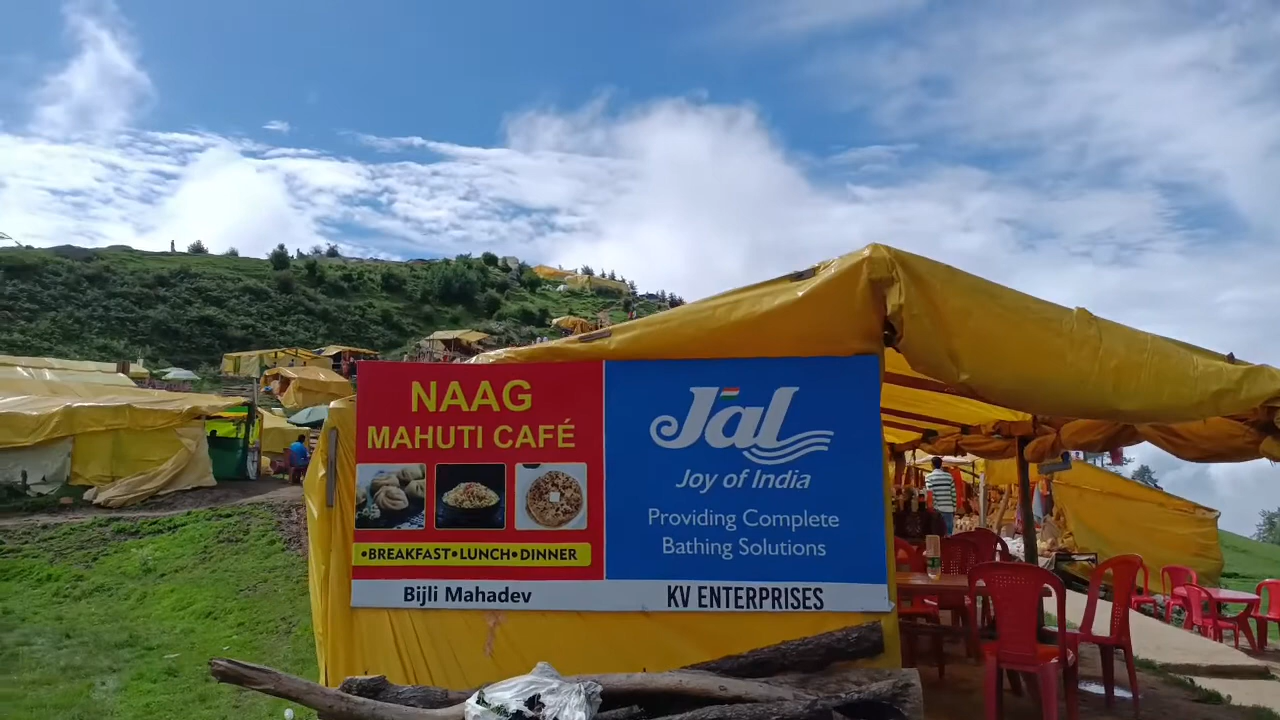 NAAG
MAHUTI CAFÉ
•BREAKFAST•LUNCH•DINNER
Bijli Mahadev
Jal
Joy of India
Providing Complete
Bathing Solutions
KV ENTERPRISES